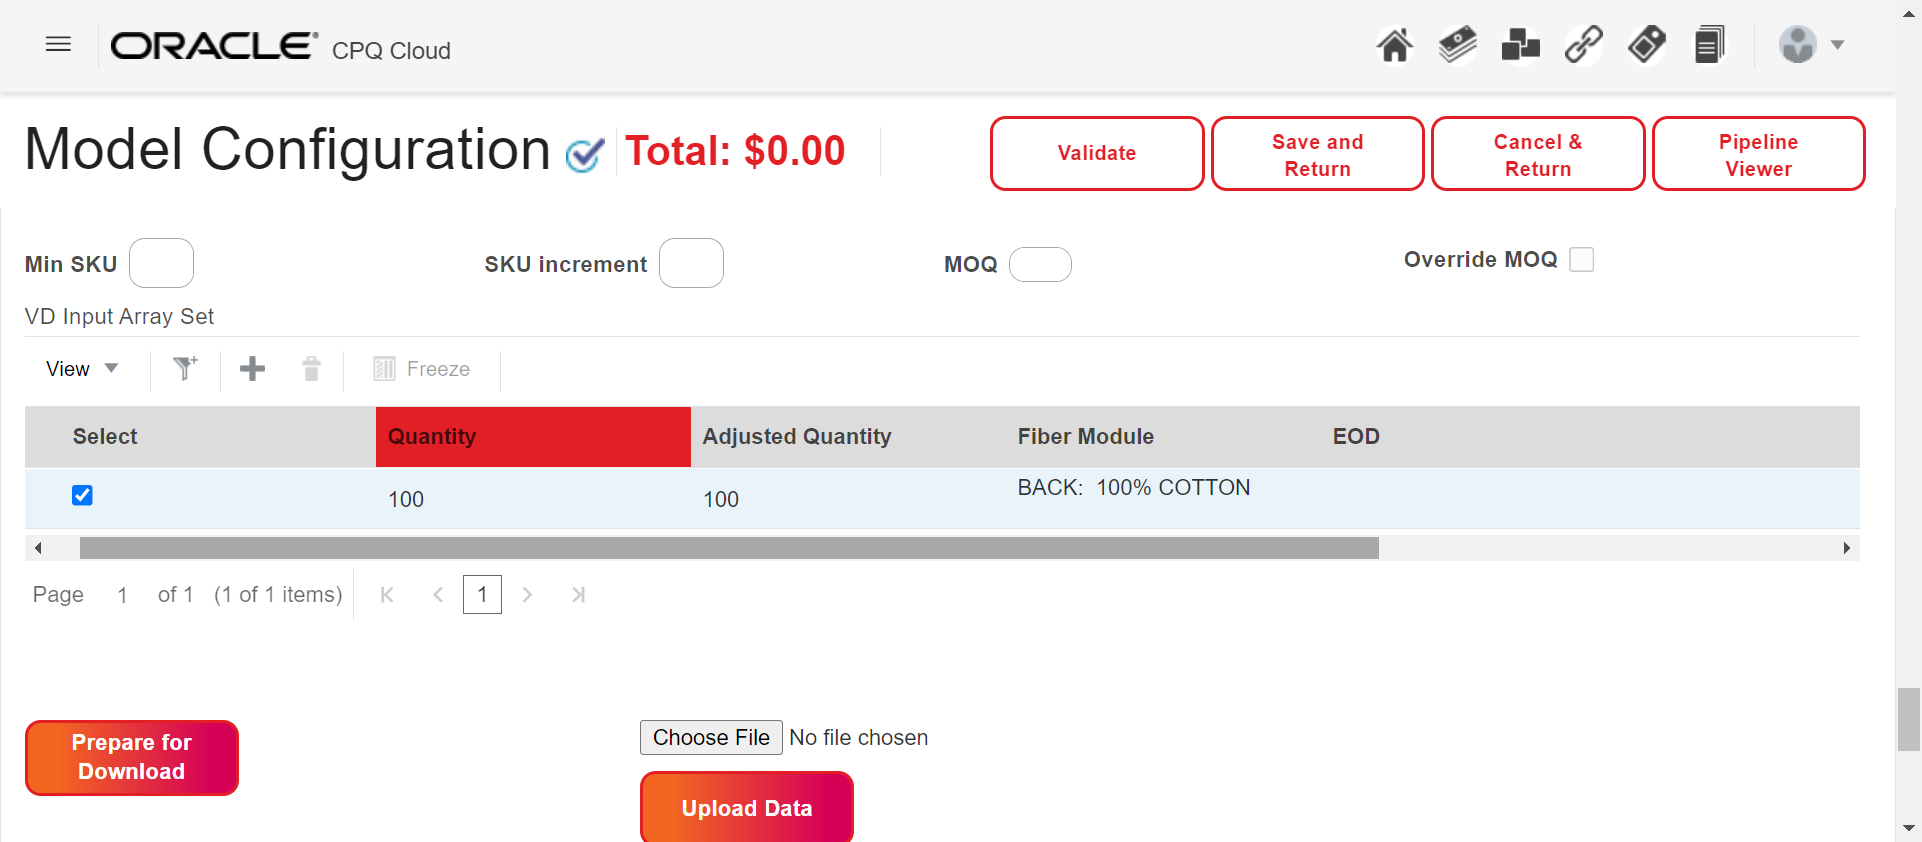 ORACLE® CPQ Cloud
Model Configuration Total: $0.00
Validate
Save and
Return
Cancel &
Return
Pipeline
Viewer
Min SKU
SKU increment
MOQ
Override MOQ
VD Input Array Set
View
Freeze
Select Quantity Adjusted Quantity Fiber Module EOD
100 100 BACK: 100% COTTON
Page 1 of 1 (1 of 1 items) 1
Prepare for
Download
Choose File No file chosen
Upload Data